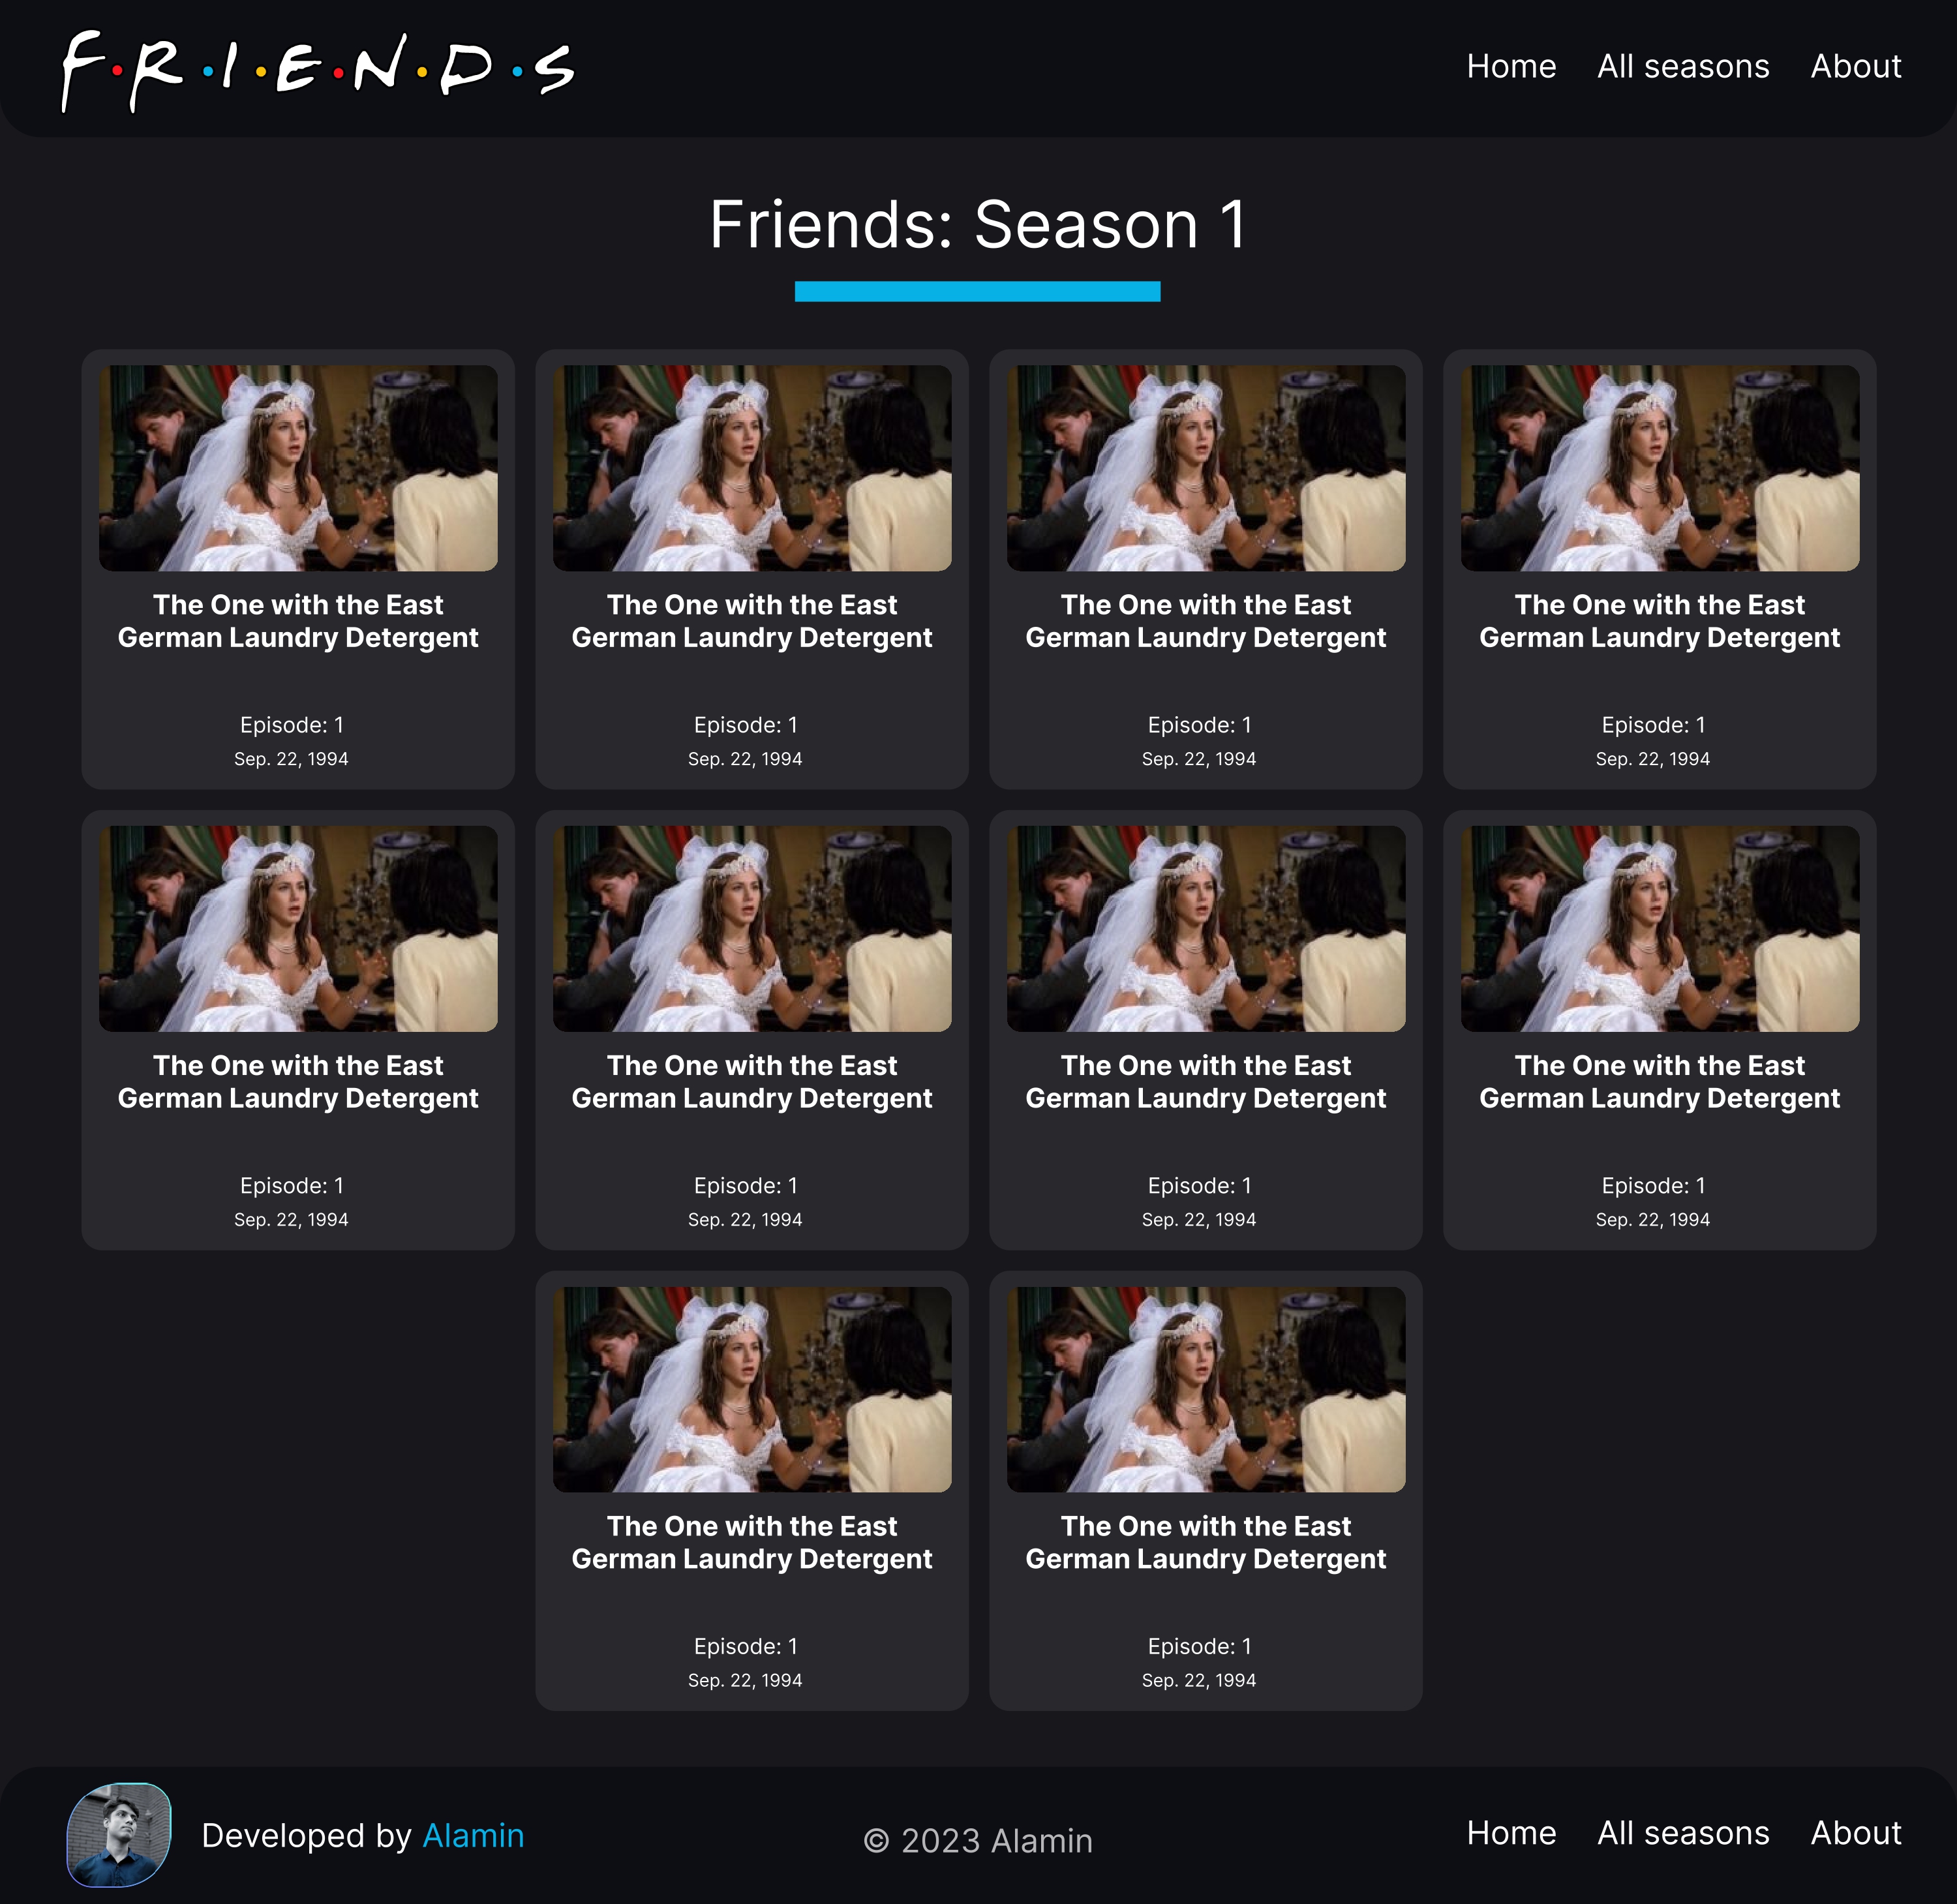 F·R·I·E·N·D·S
Home All seasons About
Friends: Season 1
The One with the East
German Laundry Detergent
Episode: 1
Sep. 22, 1994
The One with the East
German Laundry Detergent
Episode: 1
Sep. 22, 1994
The One with the East
German Laundry Detergent
Episode: 1
Sep. 22, 1994
The One with the East
German Laundry Detergent
Episode: 1
Sep. 22, 1994
The One with the East
German Laundry Detergent
Episode: 1
Sep. 22, 1994
The One with the East
German Laundry Detergent
Episode: 1
Sep. 22, 1994
The One with the East
German Laundry Detergent
Episode: 1
Sep. 22, 1994
The One with the East
German Laundry Detergent
Episode: 1
Sep. 22, 1994
The One with the East
German Laundry Detergent
Episode: 1
Sep. 22, 1994
The One with the East
German Laundry Detergent
Episode: 1
Sep. 22, 1994
Developed by Alamin
© 2023 Alamin
Home All seasons About